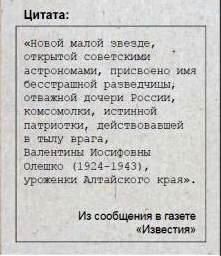 Цитата:
«Новой малой звезде,
открытой советскими
астрономами, присвоено имя
бесстрашной разведчицы,
отважной дочери России,
комсомолки, истинной
патриотки, действовавшей
в тылу врага,
Валентины Иосифовны
Олешко (1924-1943),
уроженки Алтайского края».
Из сообщения в газете
«Известия»